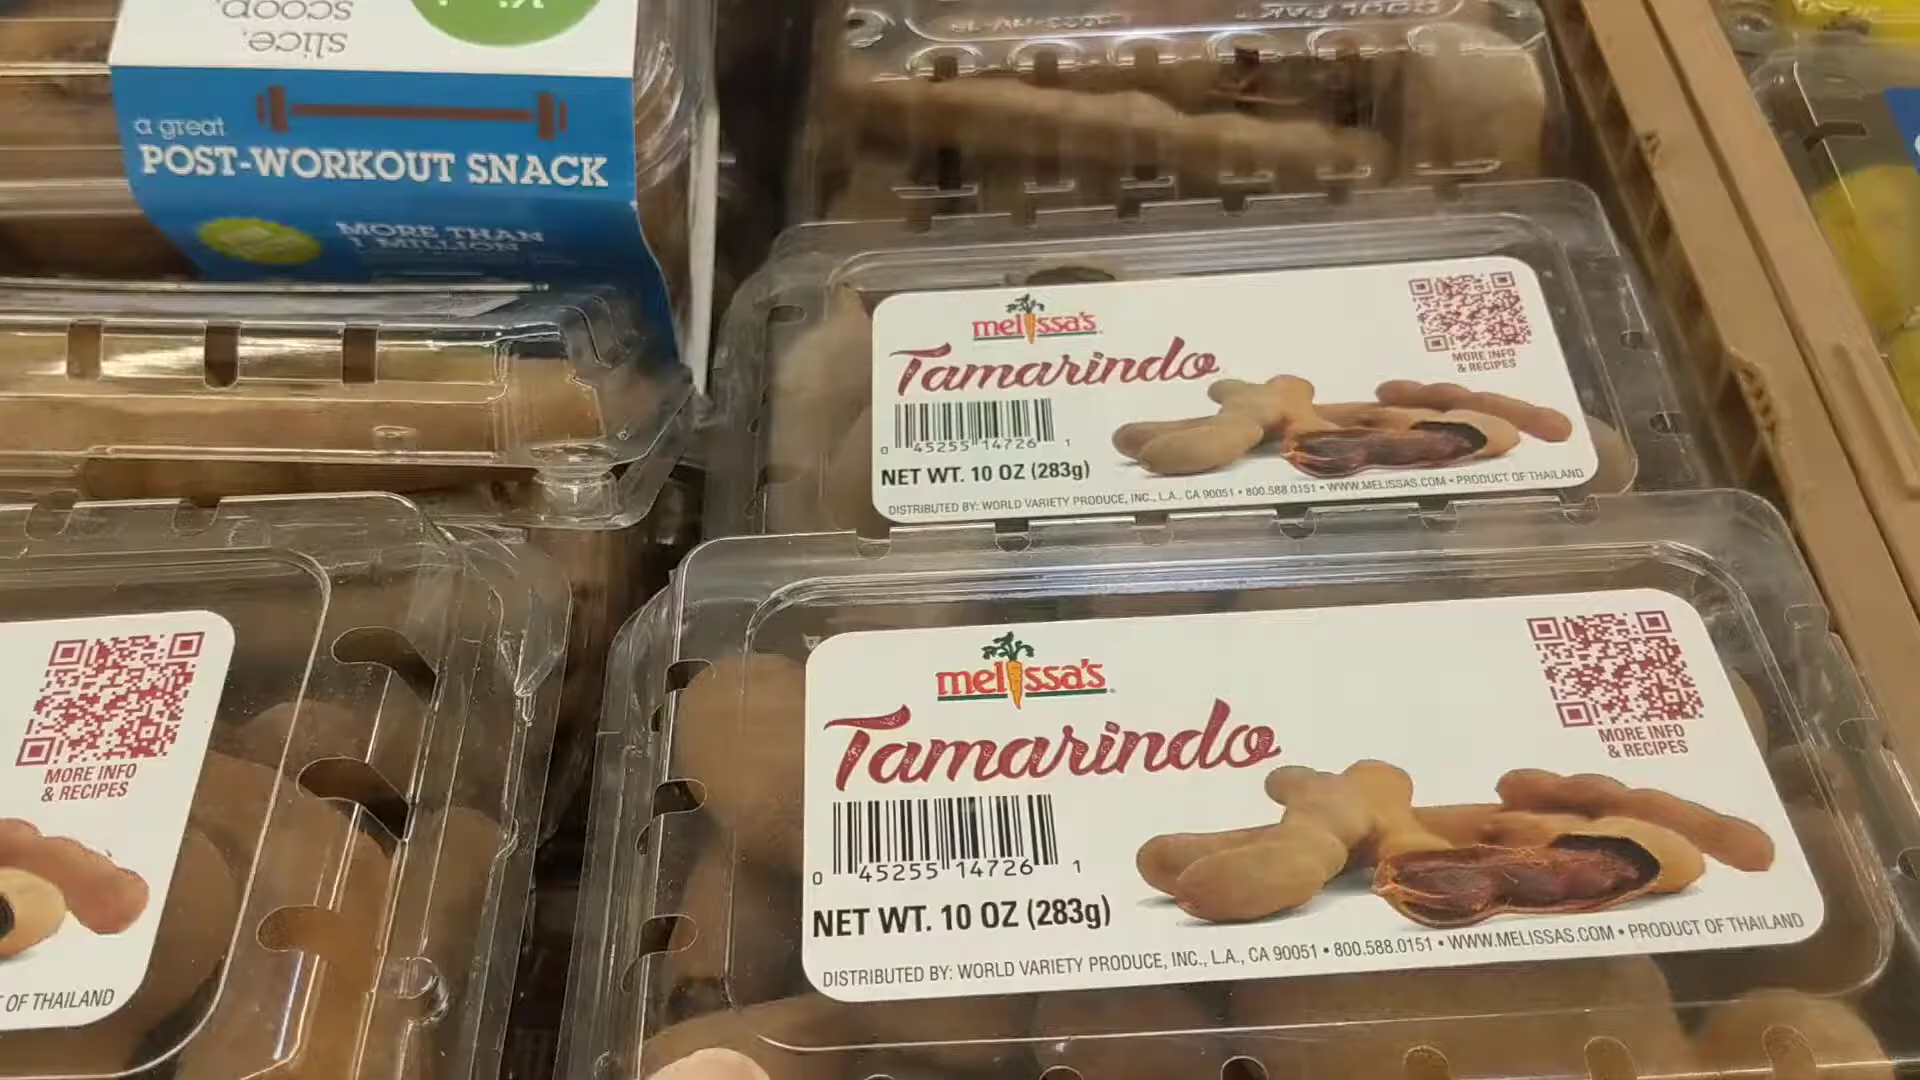 slice.
scoop.
a great
POST-WORKOUT SNACK
MORE THAN
1 MILLION
melissa's
Tamarindo
MORE INFO
& RECIPES
0 45255 14726 1
NET WT. 10 OZ (283g)
DISTRIBUTED BY: WORLD VARIETY PRODUCE, INC., L.A., CA 90051 • 800.588.0151 • WWW.MELISSAS.COM • PRODUCT OF THAILAND
melissa's
Tamarindo
MORE INFO
& RECIPES
0 45255 14726 1
NET WT. 10 OZ (283g)
DISTRIBUTED BY: WORLD VARIETY PRODUCE, INC., L.A., CA 90051 • 800.588.0151 • WWW.MELISSAS.COM • PRODUCT OF THAILAND
MORE INFO
& RECIPES
OF THAILAND